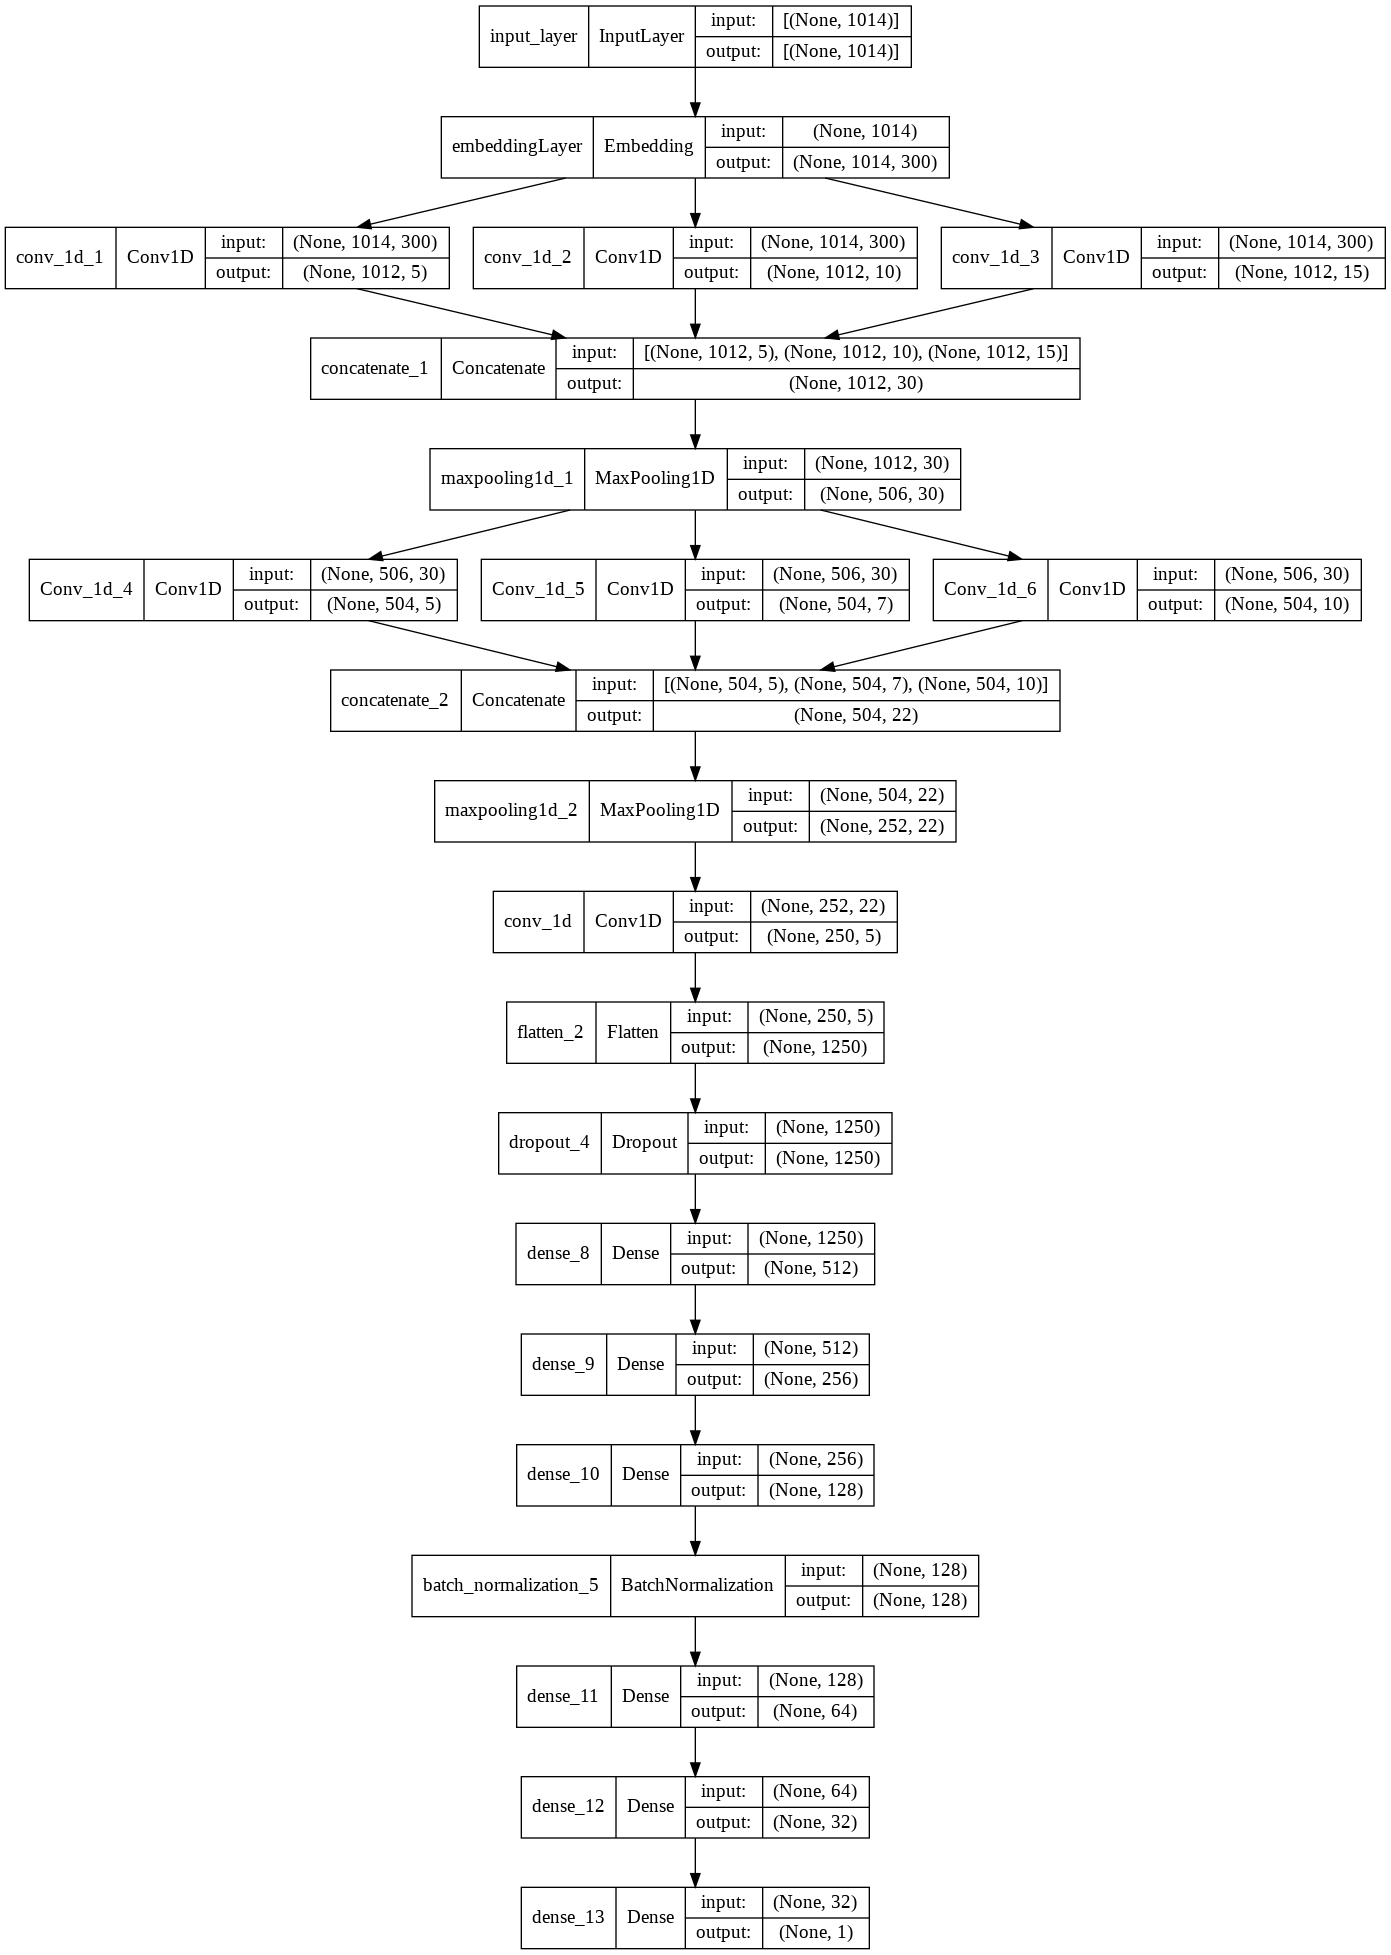 input_layer InputLayer input: [(None, 1014)]
output: [(None, 1014)]
embeddingLayer Embedding input: (None, 1014)
output: (None, 1014, 300)
conv_1d_1 Conv1D input: (None, 1014, 300)
output: (None, 1012, 5)
conv_1d_2 Conv1D input: (None, 1014, 300)
output: (None, 1012, 10)
conv_1d_3 Conv1D input: (None, 1014, 300)
output: (None, 1012, 15)
concatenate_1 Concatenate input: [(None, 1012, 5), (None, 1012, 10), (None, 1012, 15)]
output: (None, 1012, 30)
maxpooling1d_1 MaxPooling1D input: (None, 1012, 30)
output: (None, 506, 30)
Conv_1d_4 Conv1D input: (None, 506, 30)
output: (None, 504, 5)
Conv_1d_5 Conv1D input: (None, 506, 30)
output: (None, 504, 7)
Conv_1d_6 Conv1D input: (None, 506, 30)
output: (None, 504, 10)
concatenate_2 Concatenate input: [(None, 504, 5), (None, 504, 7), (None, 504, 10)]
output: (None, 504, 22)
maxpooling1d_2 MaxPooling1D input: (None, 504, 22)
output: (None, 252, 22)
conv_1d Conv1D input: (None, 252, 22)
output: (None, 250, 5)
flatten_2 Flatten input: (None, 250, 5)
output: (None, 1250)
dropout_4 Dropout input: (None, 1250)
output: (None, 1250)
dense_8 Dense input: (None, 1250)
output: (None, 512)
dense_9 Dense input: (None, 512)
output: (None, 256)
dense_10 Dense input: (None, 256)
output: (None, 128)
batch_normalization_5 BatchNormalization input: (None, 128)
output: (None, 128)
dense_11 Dense input: (None, 128)
output: (None, 64)
dense_12 Dense input: (None, 64)
output: (None, 32)
dense_13 Dense input: (None, 32)
output: (None, 1)